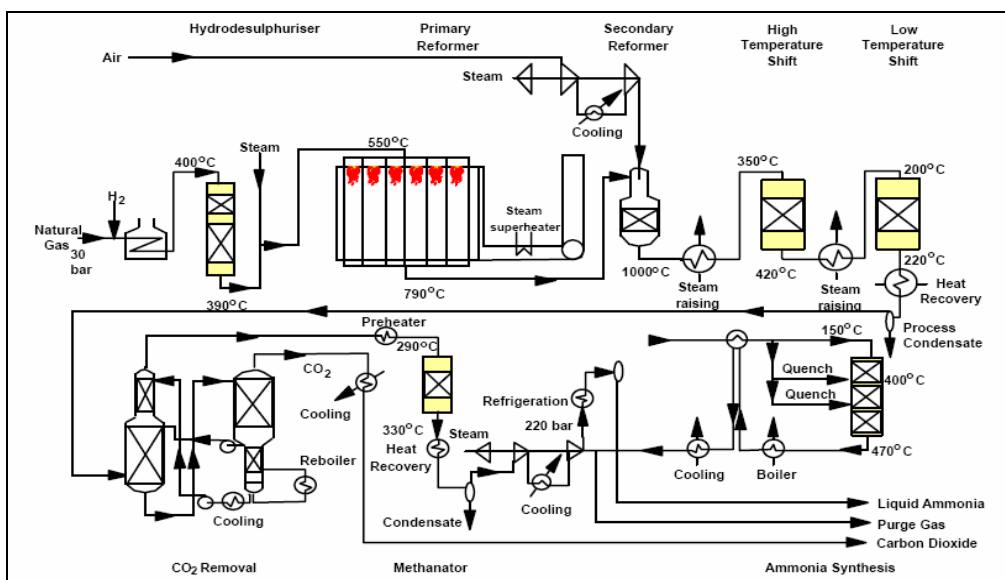 Hydrodesulphuriser
Primary
Reformer
Secondary
Reformer
High
Temperature
Shift
Low
Temperature
Shift
Air
Steam
Cooling
400°C
Steam
550°C
350°C
200°C
H2
Natural
Gas
30
bar
Steam
superheater
1000°C
790°C
Steam
raising
420°C
Steam
raising
220°C
Heat
Recovery
390°C
Process
Condensate
Preheater
290°C
CO2
Cooling
150°C
Quench
400°C
Quench
Refrigeration
220 bar
330°C
Heat
Recovery
Steam
470°C
Cooling
Boiler
Reboiler
Cooling
Condensate
Cooling
Liquid Ammonia
Purge Gas
Carbon Dioxide
CO2 Removal
Methanator
Ammonia Synthesis